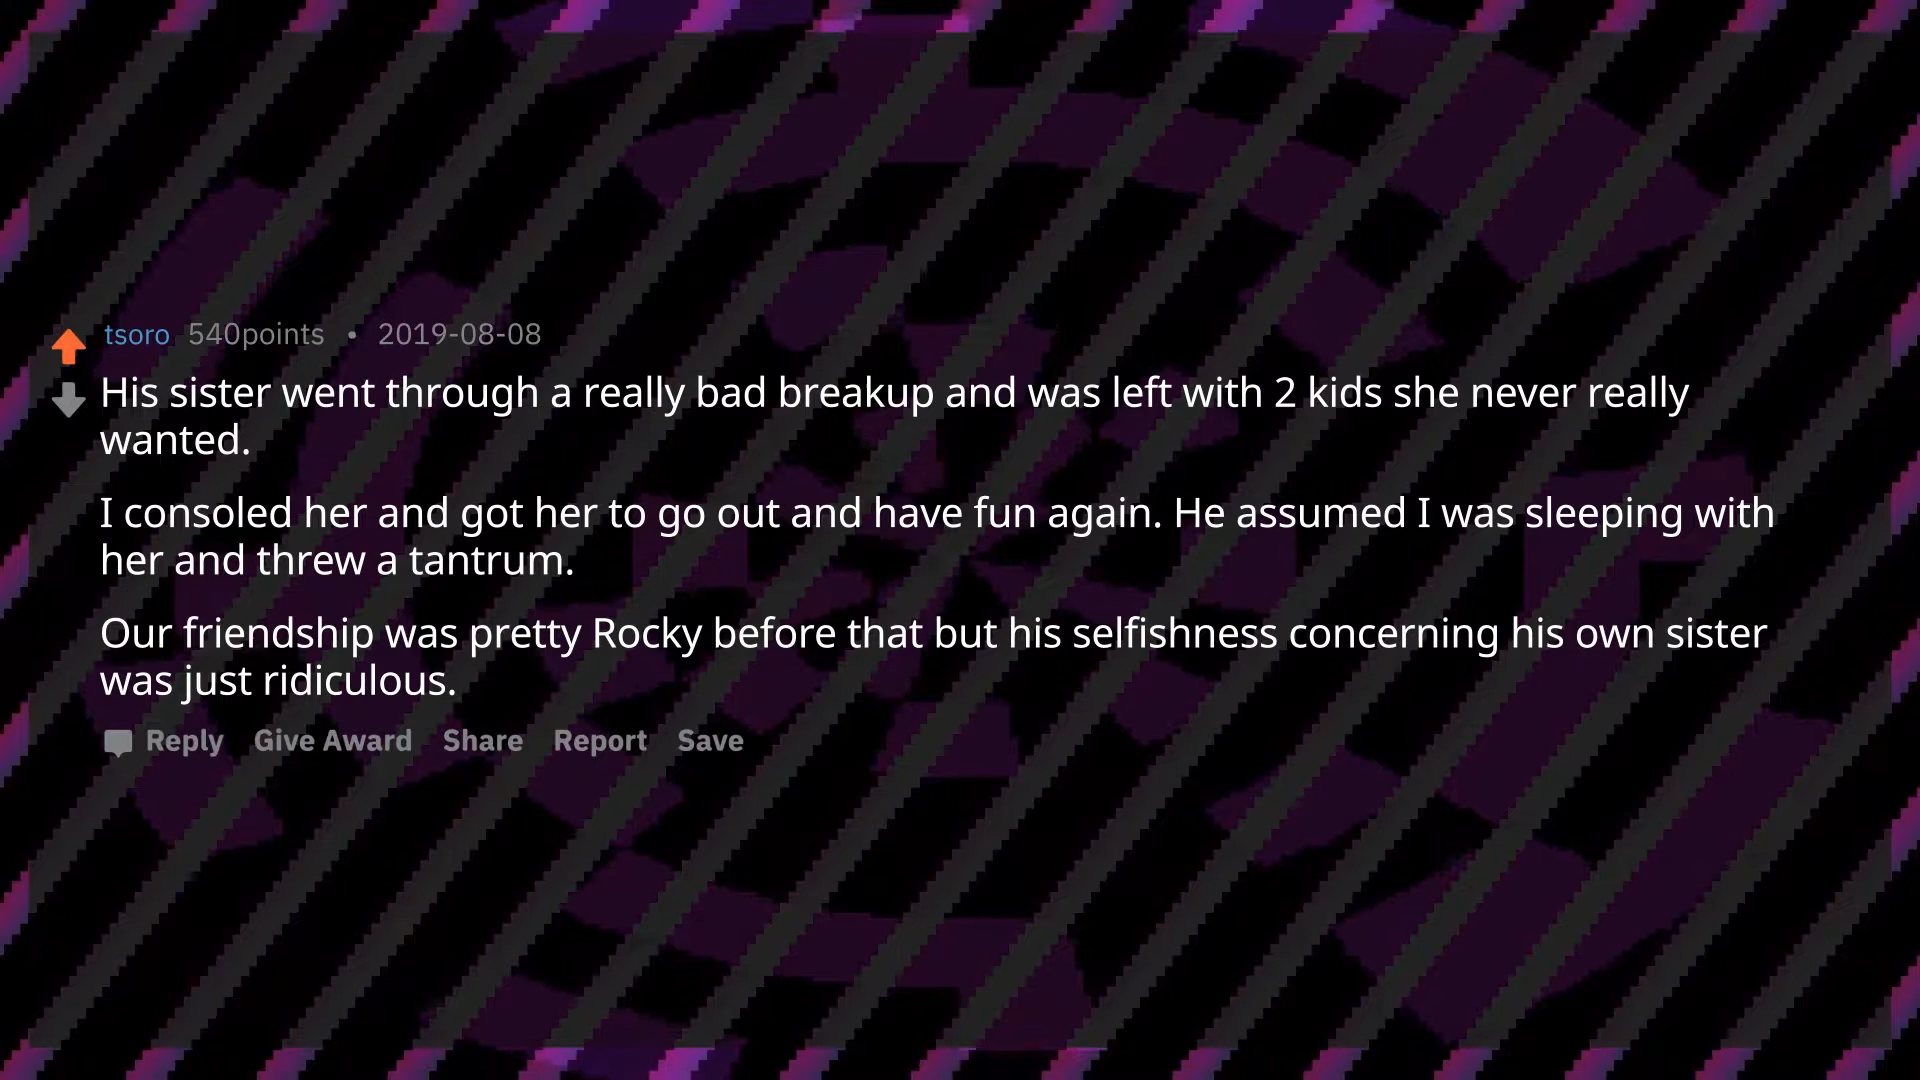 tsoro 540points • 2019-08-08
His sister went through a really bad breakup and was left with 2 kids she never really
wanted.
I consoled her and got her to go out and have fun again. He assumed I was sleeping with
her and threw a tantrum.
Our friendship was pretty Rocky before that but his selfishness concerning his own sister
was just ridiculous.
Reply Give Award Share Report Save